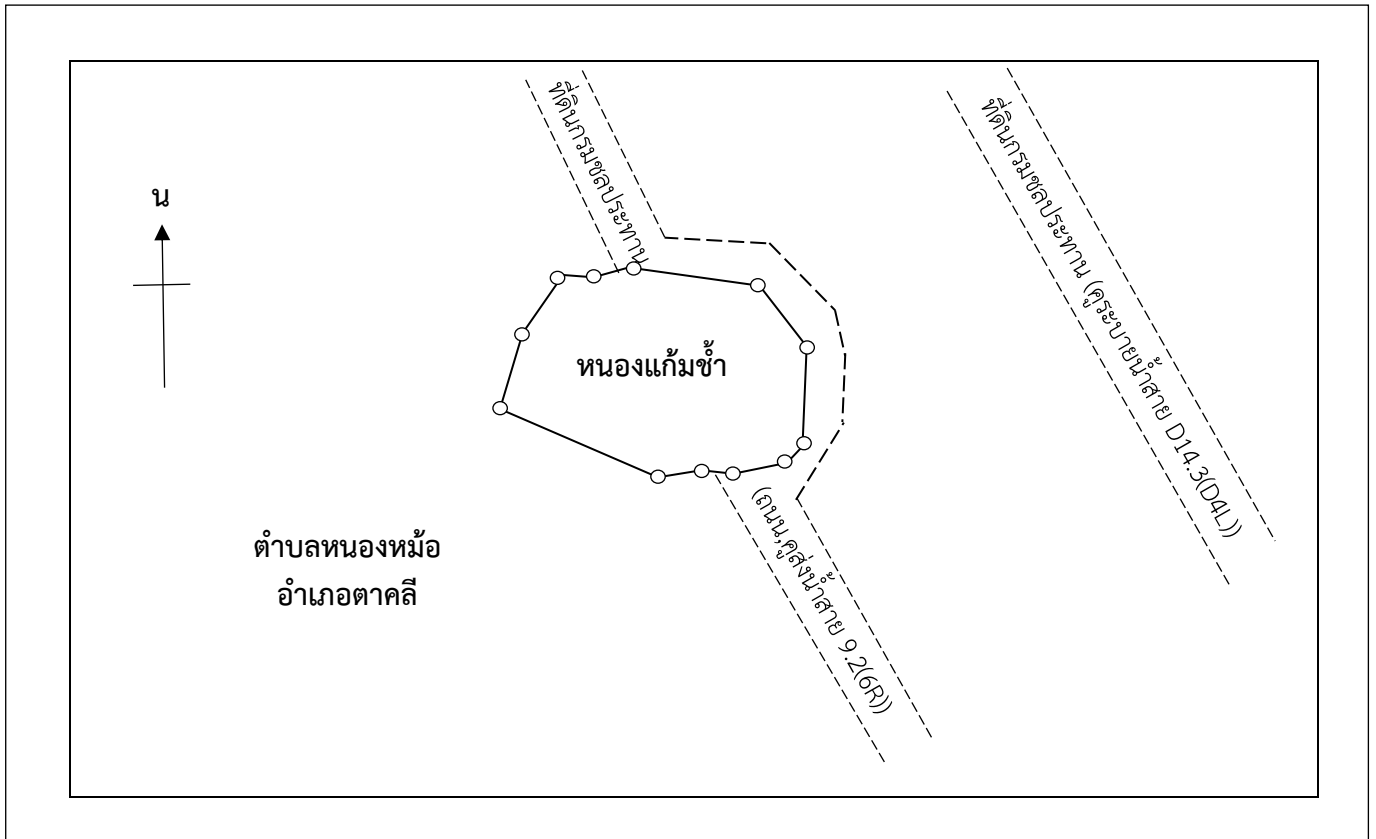 ที่ดินกรมชลประทาน
ที่ดินกรมชลประทาน (คูระบายน้ำสาย D14.3(D4L))
น
หนองแก้มช้ำ
(ถนน,คูส่งน้ำสาย 9.2(6R))
ตำบลหนองหม้อ
อำเภอตาคลี